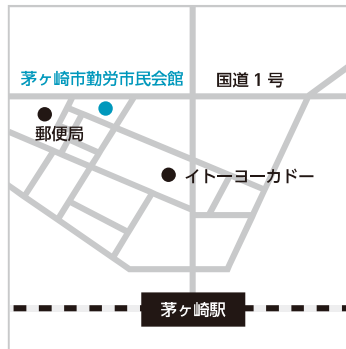 茅ヶ崎市勤労市民会館
国道1号
郵便局
イトーヨーカドー
茅ヶ崎駅